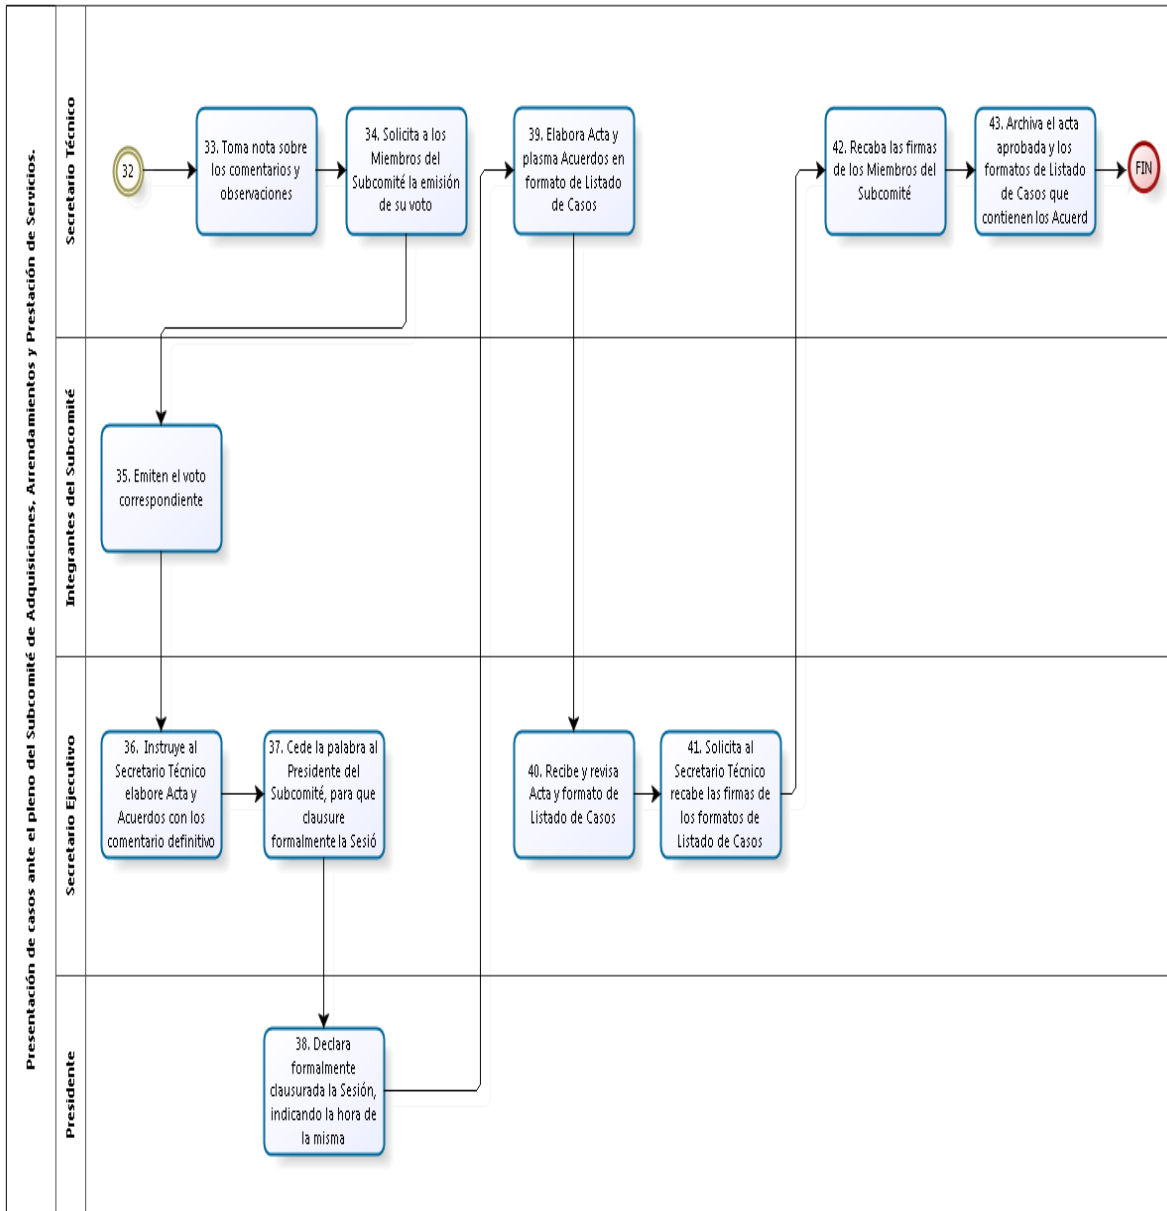 Presentación de casos ante el pleno del Subcomité de Adquisiciones, Arrendamientos y Prestación de Servicios.
Secretario Técnico
32
33. Toma nota sobre
los comentarios y
observaciones
34. Solicita a los
Miembros del
Subcomité la emisión
de su voto
39. Elabora Acta y
plasma Acuerdos en
formato de Listado
de Casos
42. Recaba las firmas
de los Miembros del
Subcomité
43. Archiva el acta
aprobada y los
formatos de Listado
de Casos que
contienen los Acuerd
FIN
Integrantes del Subcomité
35. Emiten el voto
correspondiente
Secretario Ejecutivo
36. Instruye al
Secretario Técnico
elabore Acta y
Acuerdos con los
comentario definitivo
37. Cede la palabra al
Presidente del
Subcomité, para que
clausure
formalmente la Sesió
40. Recibe y revisa
Acta y formato de
Listado de Casos
41. Solicita al
Secretario Técnico
recabe las firmas de
los formatos de
Listado de Casos
Presidente
38. Declara
formalmente
clausurada la Sesión,
indicando la hora de
la misma